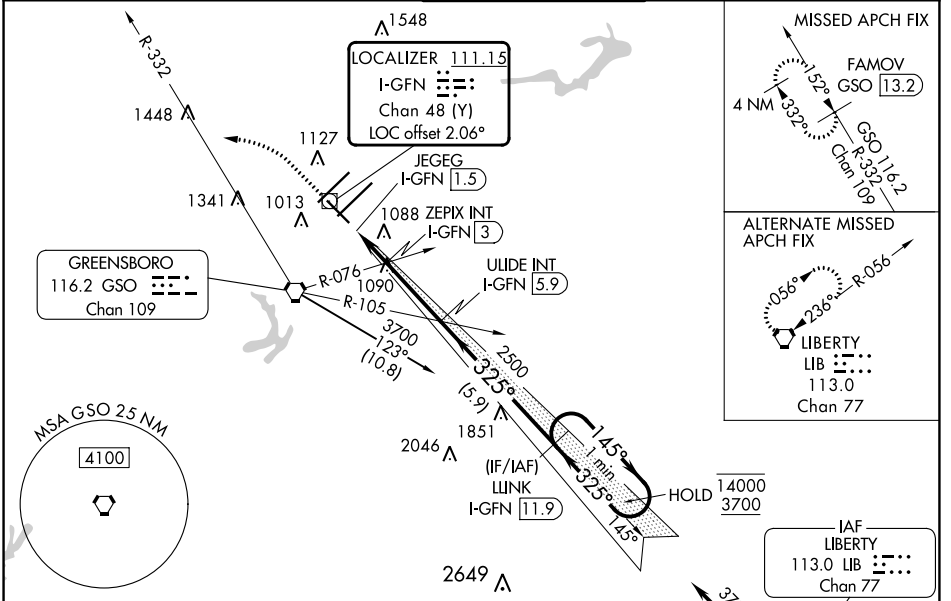 1548
R-332
LOCALIZER 111.15
I-GFN
Chan 48 (Y)
LOC offset 2.06°
1448
1127
JEGEG
I-GFN 1.5
1341
1013
1088
ZEPIX INT
I-GFN 3
GREENSBORO
116.2 GSO
Chan 109
R-076
1090
ULIDE INT
I-GFN 5.9
R-105
3700
123°
(10.8)
2500
325°
(5.9)
1851
2046
145°
1 min
(IF/IAF)
LLINK
I-GFN 11.9
325°
145°
HOLD
14000
3700
MSA GSO 25 NM
4100
2649
MISSED APCH FIX
FAMOV
GSO 13.2
4 NM
152°
332°
GSO 116.2
R-332
Chan 109
ALTERNATE MISSED
APCH FIX
056°
236°
R-056
LIBERTY
LIB
113.0
Chan 77
IAF
LIBERTY
113.0 LIB
Chan 77